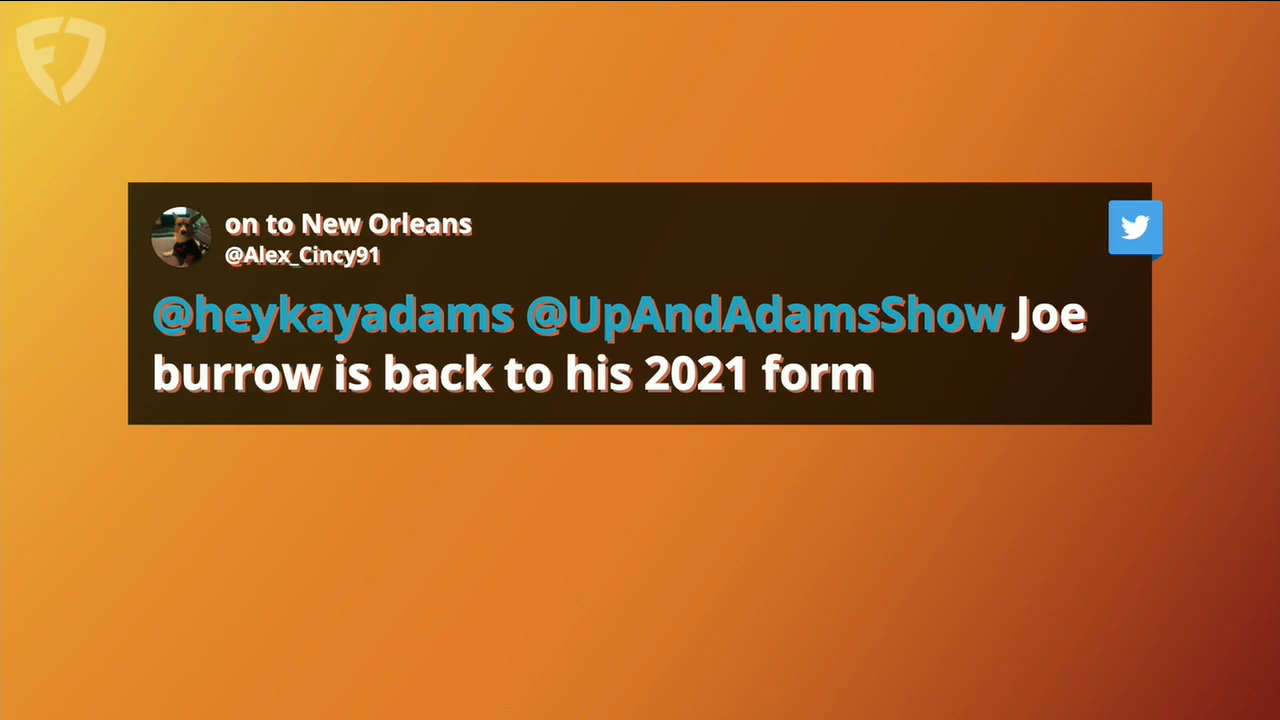 on to New Orleans
@Alex_Cincy91
@heykayadams @UpAndAdamsShow Joe
burrow is back to his 2021 form